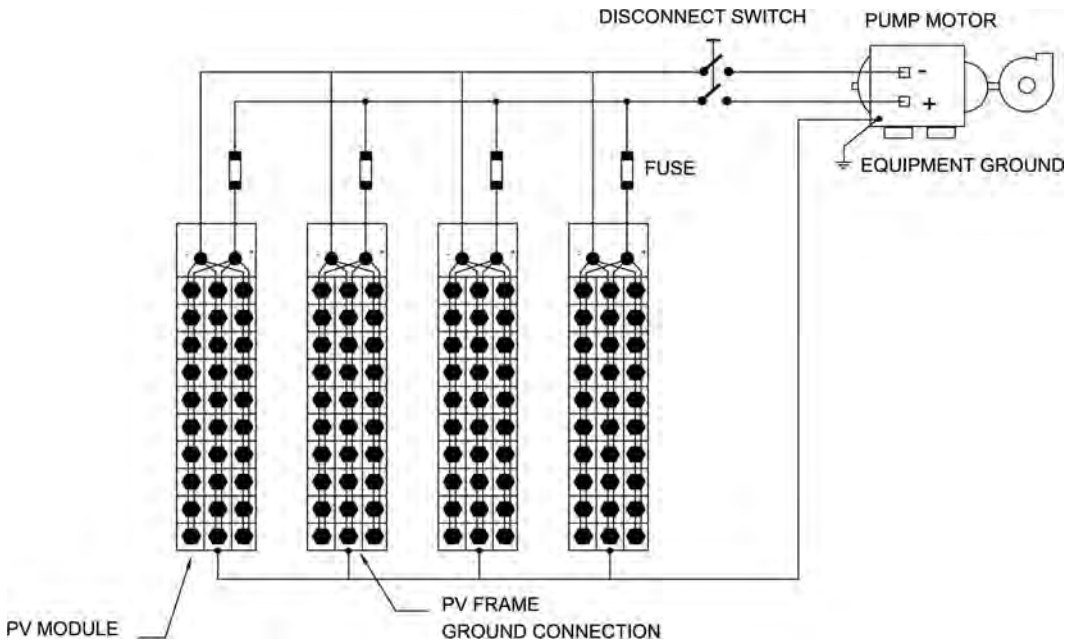 DISCONNECT SWITCH
PUMP MOTOR
-
+
FUSE
EQUIPMENT GROUND
- +
- +
- +
- +
PV FRAME
GROUND CONNECTION
PV MODULE